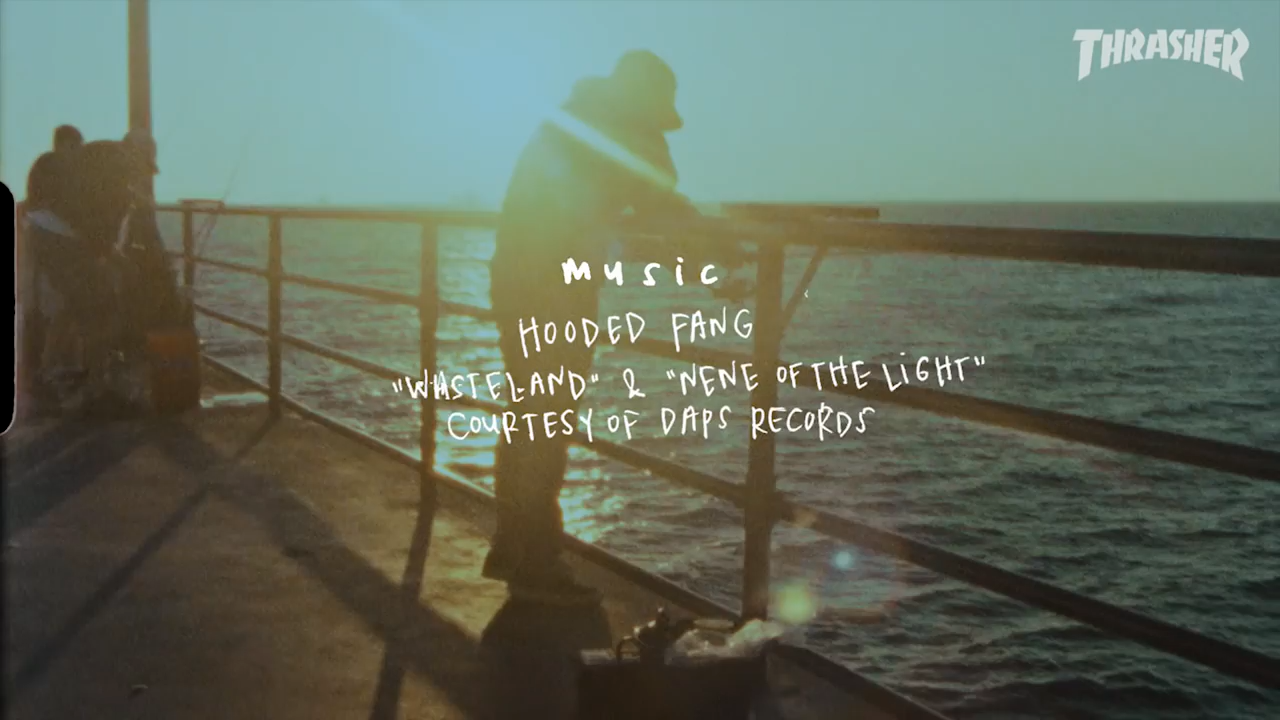 THRASHER
music
HOODED FANG
"WASTELAND" & "NENE OF THE LiGHT"
COURTESY OF DAPS RECORDS